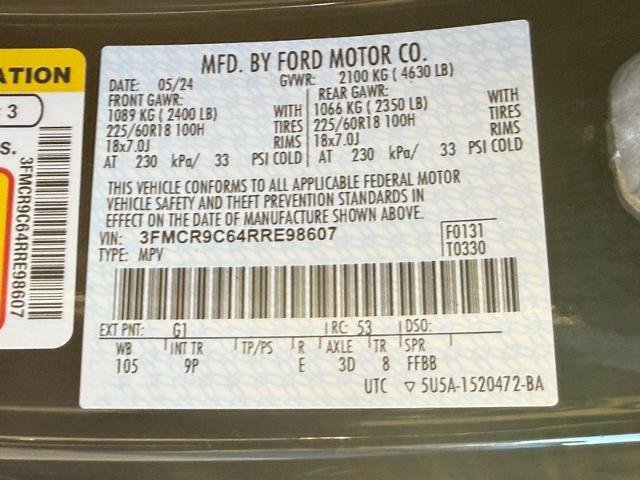 ATION
: 3
S.
3FMCR9C64RRE98607
MFD. BY FORD MOTOR CO.
DATE: 05/24 GVWR: 2100 KG ( 4630 LB)
FRONT GAWR: REAR GAWR:
1089 KG ( 2400 LB) WITH 1066 KG ( 2350 LB) WITH
225/60R18 100H TIRES 225/60R18 100H TIRES
18x7.0J RIMS 18x7.0J RIMS
AT 230 kPa/ 33 PSI COLD AT 230 kPa/ 33 PSI COLD
THIS VEHICLE CONFORMS TO ALL APPLICABLE FEDERAL MOTOR
VEHICLE SAFETY AND THEFT PREVENTION STANDARDS IN
EFFECT ON THE DATE OF MANUFACTURE SHOWN ABOVE.
VIN: 3FMCR9C64RRE98607 F0131
TYPE: MPV T0330
EXT PNT: G1 RC: 53 DSO:
WB INT TR TP/PS R AXLE TR SPR
105 9P E 3D 8 FFBB
UTC ▽ 5U5A-1520472-BA